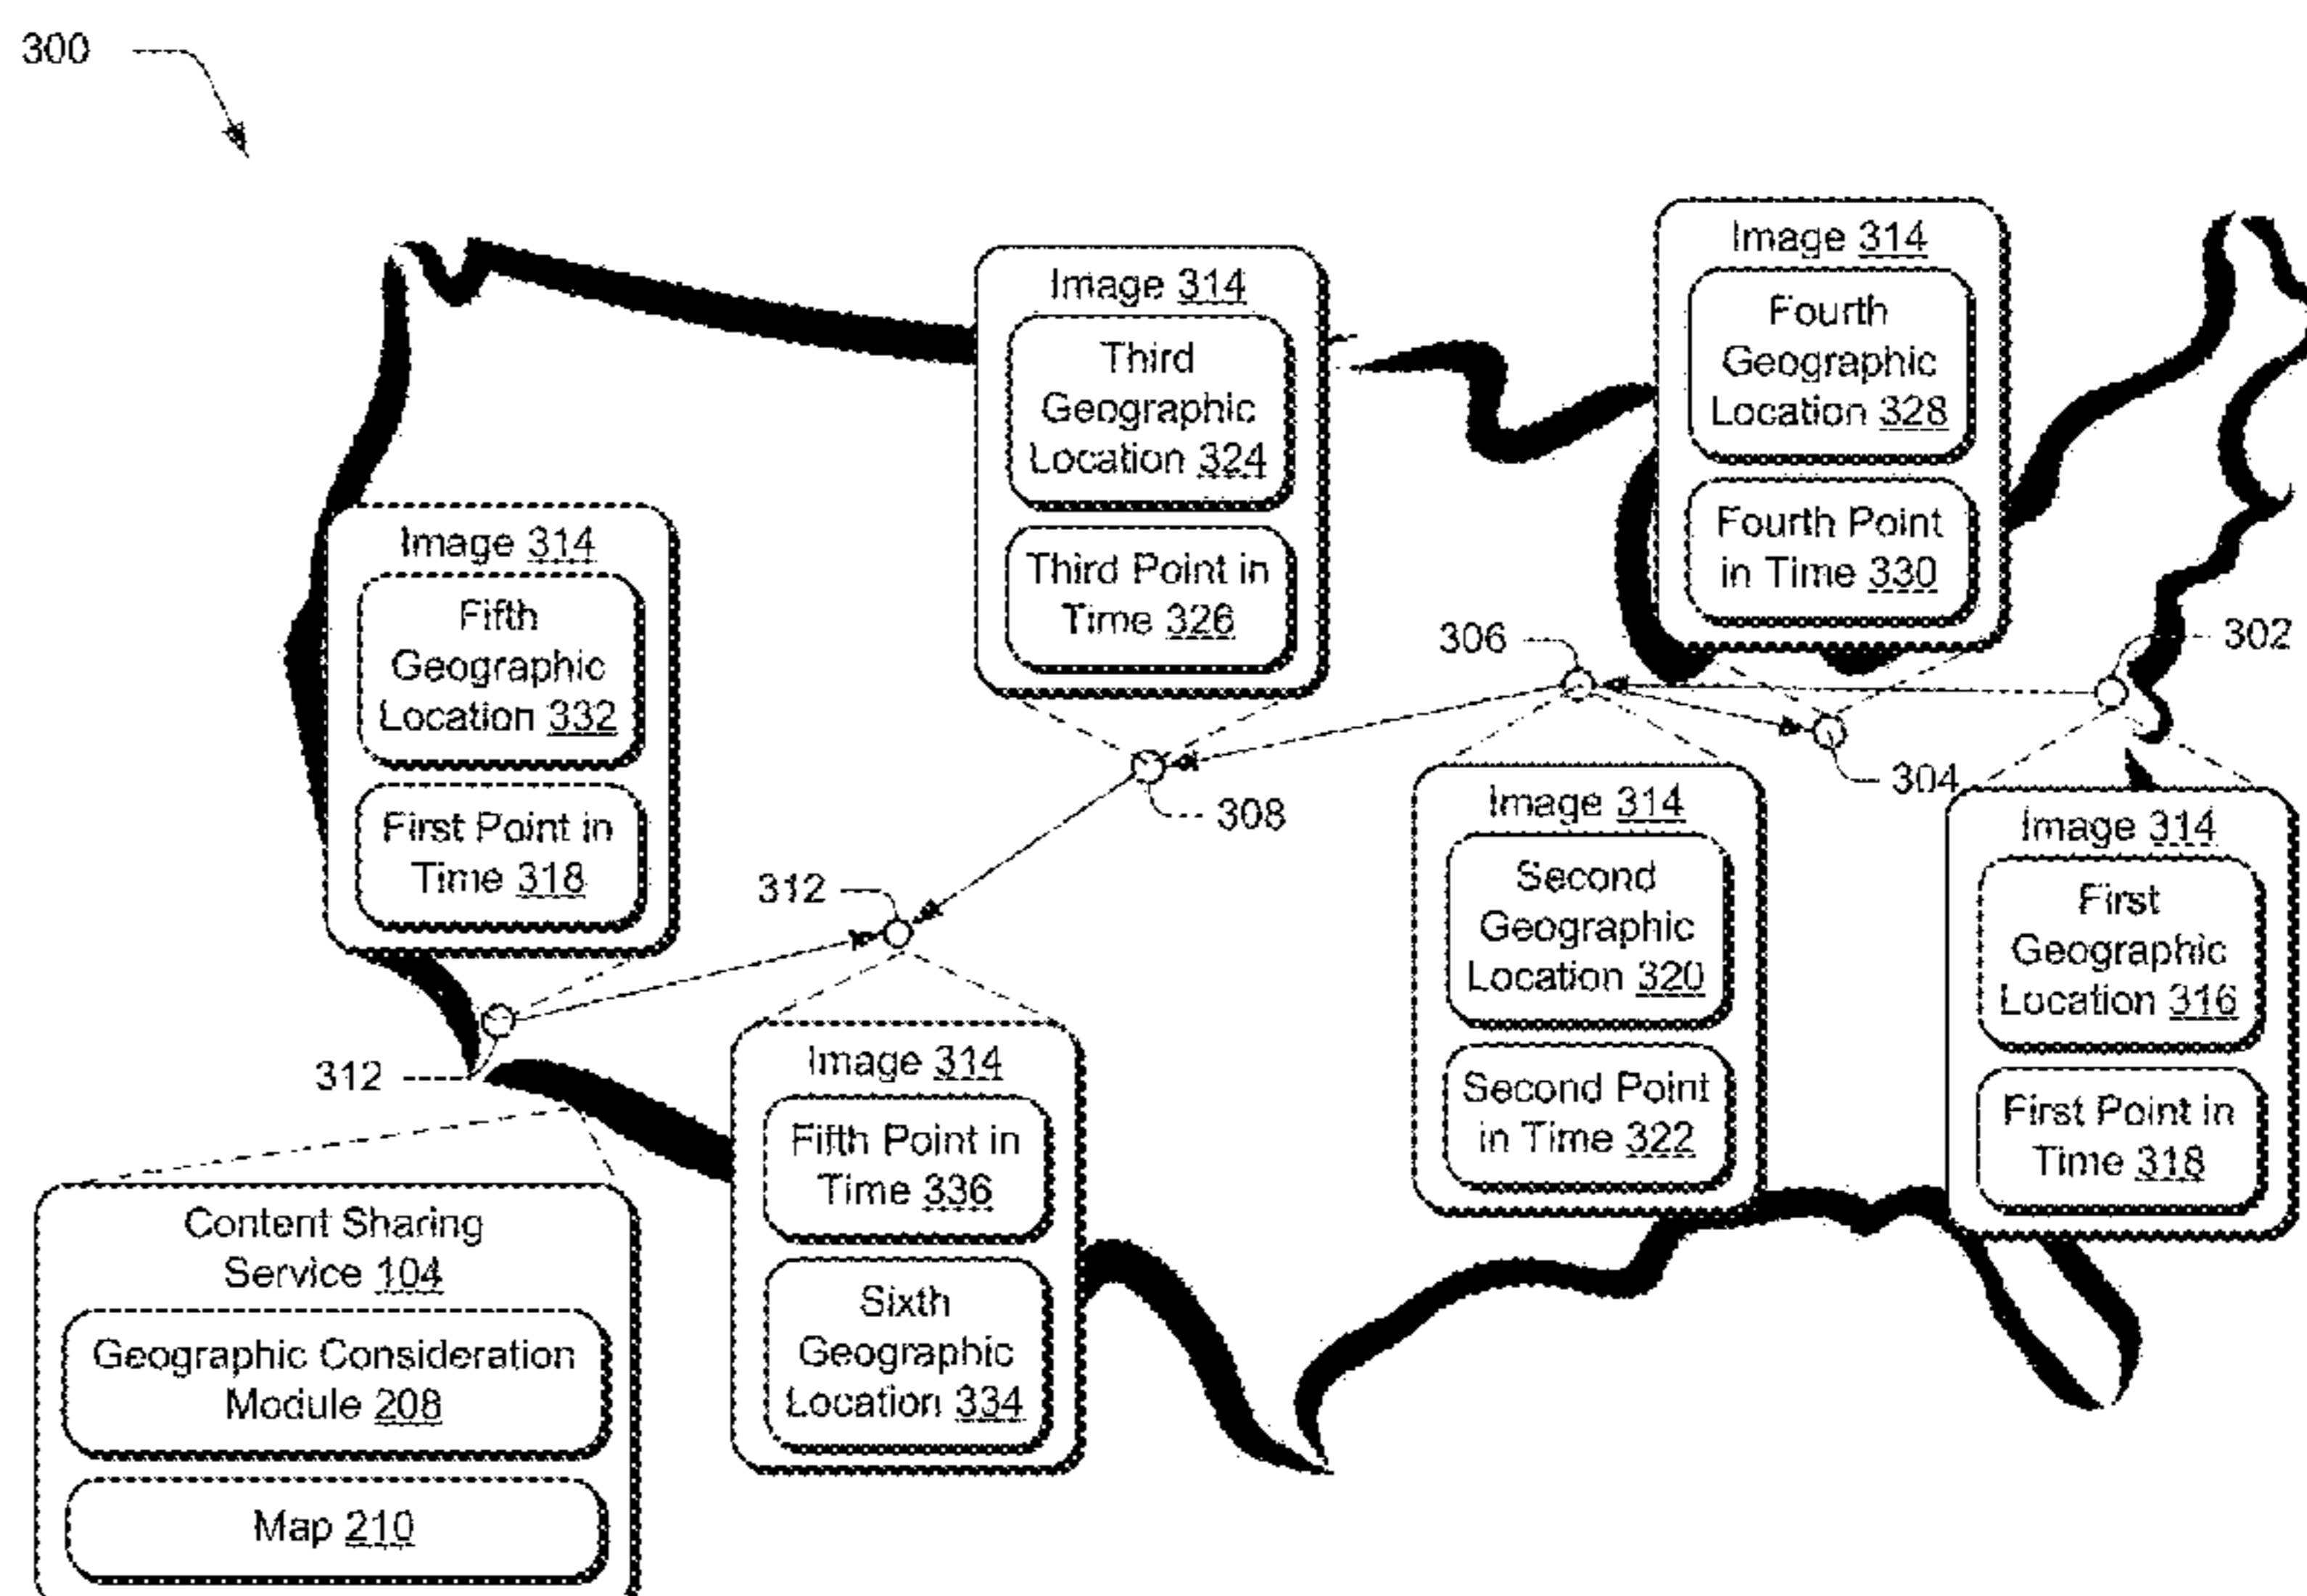 300
Image 314
Fourth
Geographic
Location 328
Fourth Point
in Time 330
Image 314
Third
Geographic
Location 324
Third Point in
Time 326
Image 314
Fifth
Geographic
Location 332
First Point in
Time 318
306
302
304
308
312
Image 314
Second
Geographic
Location 320
Second Point
in Time 322
Image 314
First
Geographic
Location 316
First Point in
Time 318
312
Image 314
Fifth Point in
Time 336
Sixth
Geographic
Location 334
Content Sharing
Service 104
Geographic Consideration
Module 208
Map 210